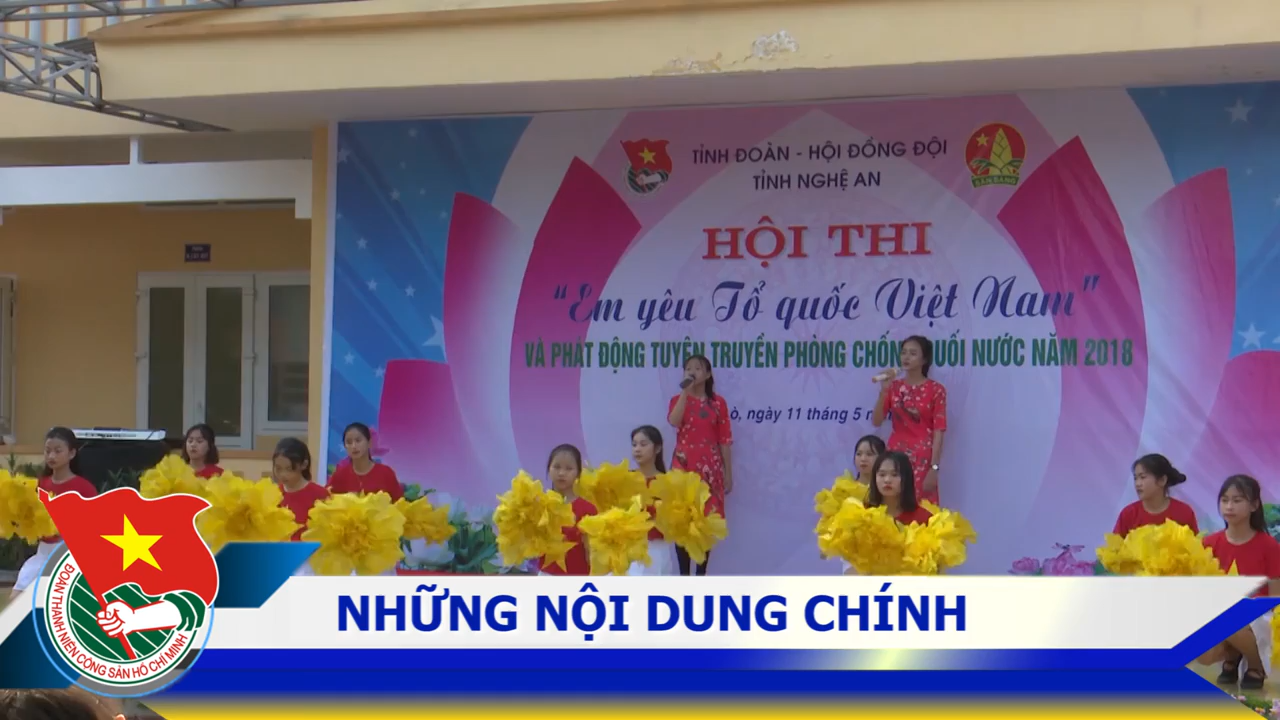 TỈNH ĐOÀN - HỘI ĐỒNG ĐỘI
TỈNH NGHỆ AN
HỘI THI
“Em yêu Tổ quốc Việt Nam”
VÀ PHÁT ĐỘNG TUYÊN TRUYỀN PHÒNG CHỐN UỐI NƯỚC NĂM 2018
ò, ngày 11 tháng 5 n
NHỮNG NỘI DUNG CHÍNH
ĐOÀN THANH NIÊN CỘNG SẢN HỒ CHÍ MINH